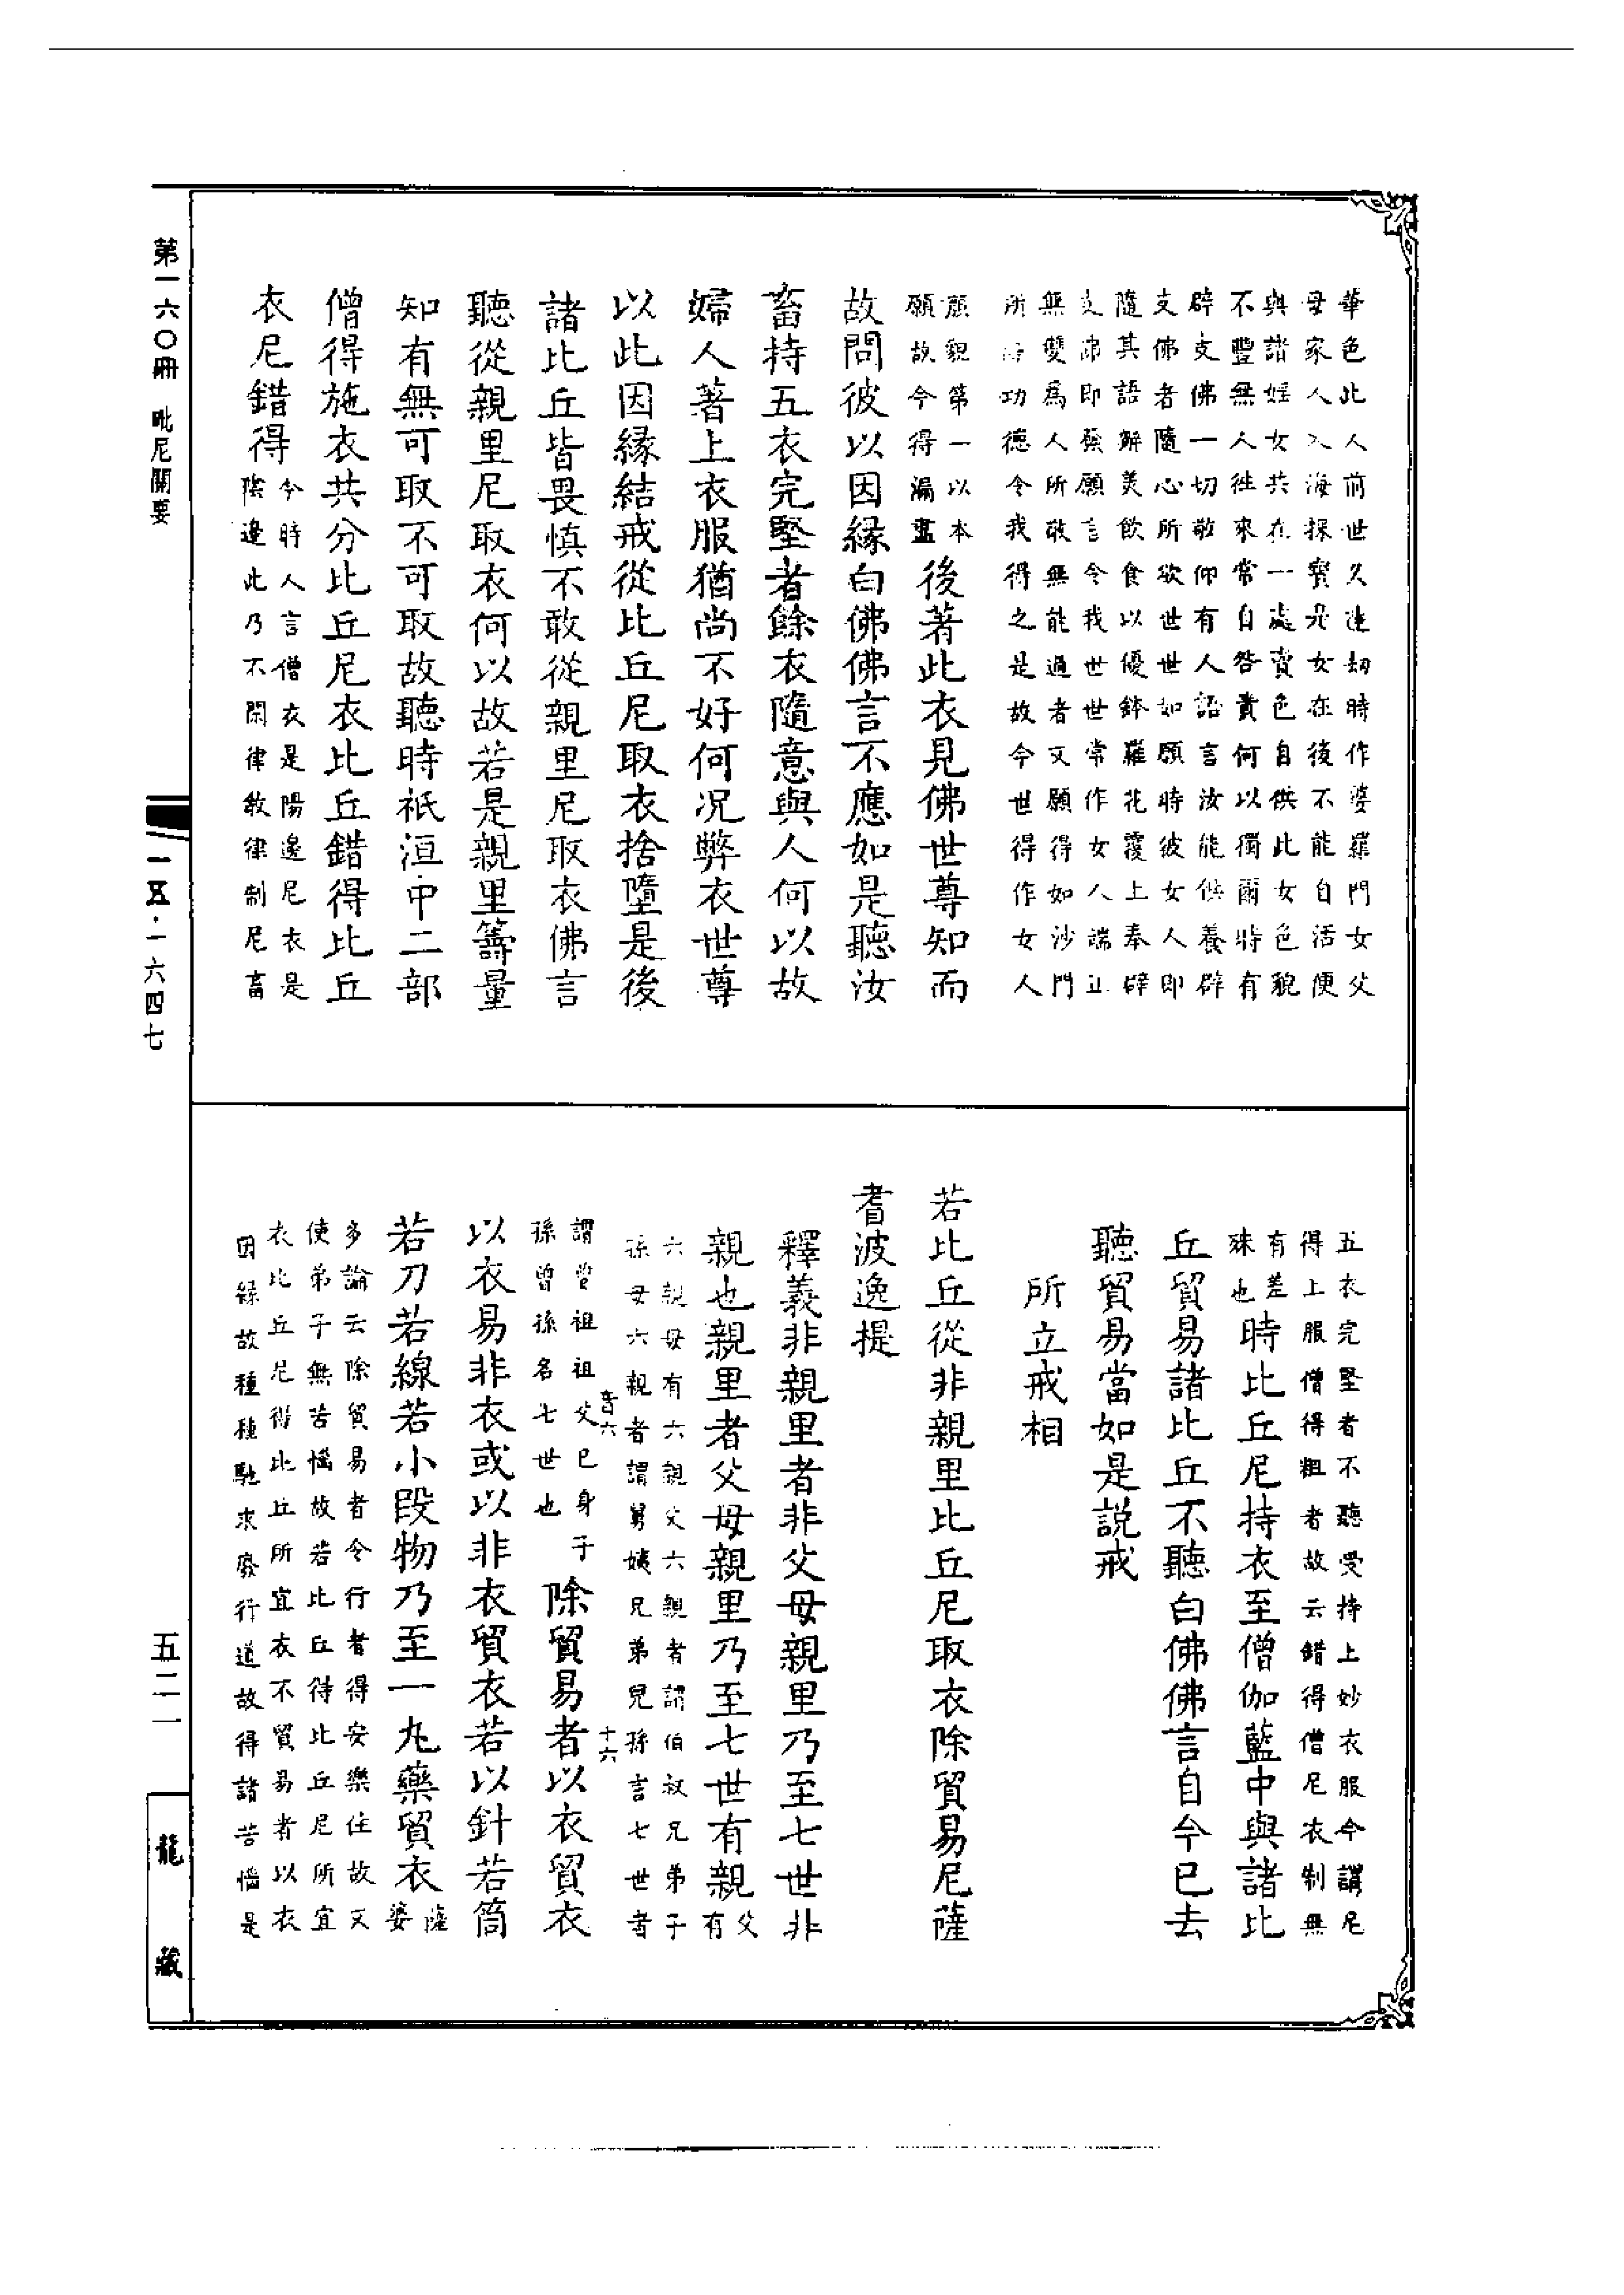 華色此人前世久遠劫時作婆羅門女父
母家人入海採寶是女在後不能自活便
與諸婬女共在一處賣色自供此女色貌
不豐無人往來常自咎責何以獨爾時有
辟支佛一切敬仰有人語言汝能供養辟
支佛者隨心所欲世世如願時彼女人即
隨其語辦美飲食以優鉢羅花覆上奉辟
支佛即發願言令我世世常作女人端正
無雙為人所敬無能過者又願得如沙門
所得功德令我得之是故今世得作女人
顏貌第一以本
願故今得漏盡後著此衣見佛世尊知而
故問彼以因緣白佛佛言不應如是聽汝
畜持五衣完堅者餘衣隨意與人何以故
婦人著上衣服猶尚不好何況弊衣世尊
以此因緣結戒從比丘尼取衣捨墮是後
諸比丘皆畏慎不敢從親里尼取衣佛言
聽從親里尼取衣何以故若是親里籌量
知有無可取不可取故聽時祇洹中二部
僧得施衣共分比丘尼衣比丘錯得比丘
衣尼錯得今時人言僧衣是陽邊尼衣是
陰邊此乃不閑律教律制尼畜
五衣完堅者不聽受持上妙衣服今謂尼
得上服僧得粗者故云錯得僧尼衣制無
有差
殊也時比丘尼持衣至僧伽藍中與諸比
丘貿易諸比丘不聽白佛佛言自今已去
聽貿易當如是說戒
所立戒相
若比丘從非親里比丘尼取衣除貿易尼薩
耆波逸提
釋義非親里者非父母親里乃至七世非
親也親里者父母親里乃至七世有親父
有
六親母有六親父六親者謂伯叔兄弟子
孫母六親者謂舅姨兄弟兒孫言七世者
音六
十六
謂曾祖祖父已身子
孫曾孫名七世也除貿易者以衣貿衣
以衣易非衣或以非衣貿衣若以針若筒
若刀若線若小段物乃至一丸藥貿衣薩
婆
多論云除貿易者令行者得安樂住故又
使弟子無苦惱故若比丘得比丘尼所宜
衣比丘尼得比丘所宜衣不貿易者以衣
因緣故種種馳求廢行道故得諸苦惱是
第一六〇冊 毗尼關要
一五·一六四七
五二一
龍藏